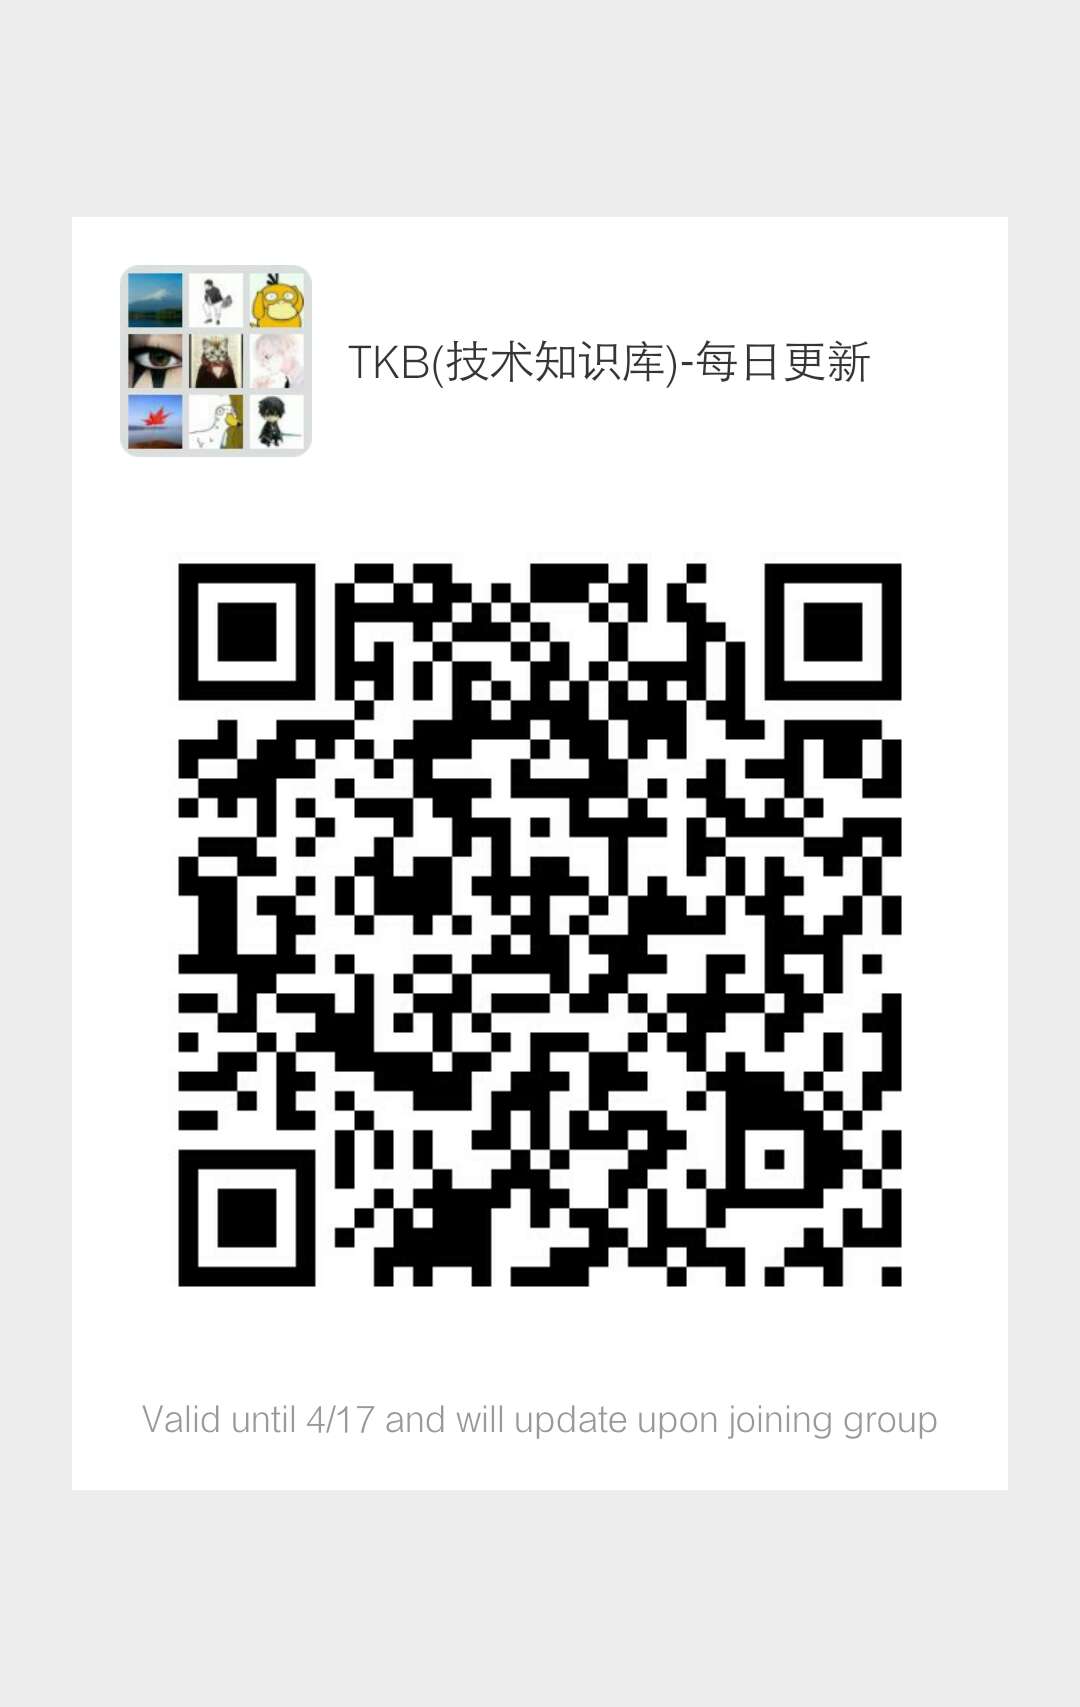 TKB(技术知识库)-每日更新
Valid until 4/17 and will update upon joining group